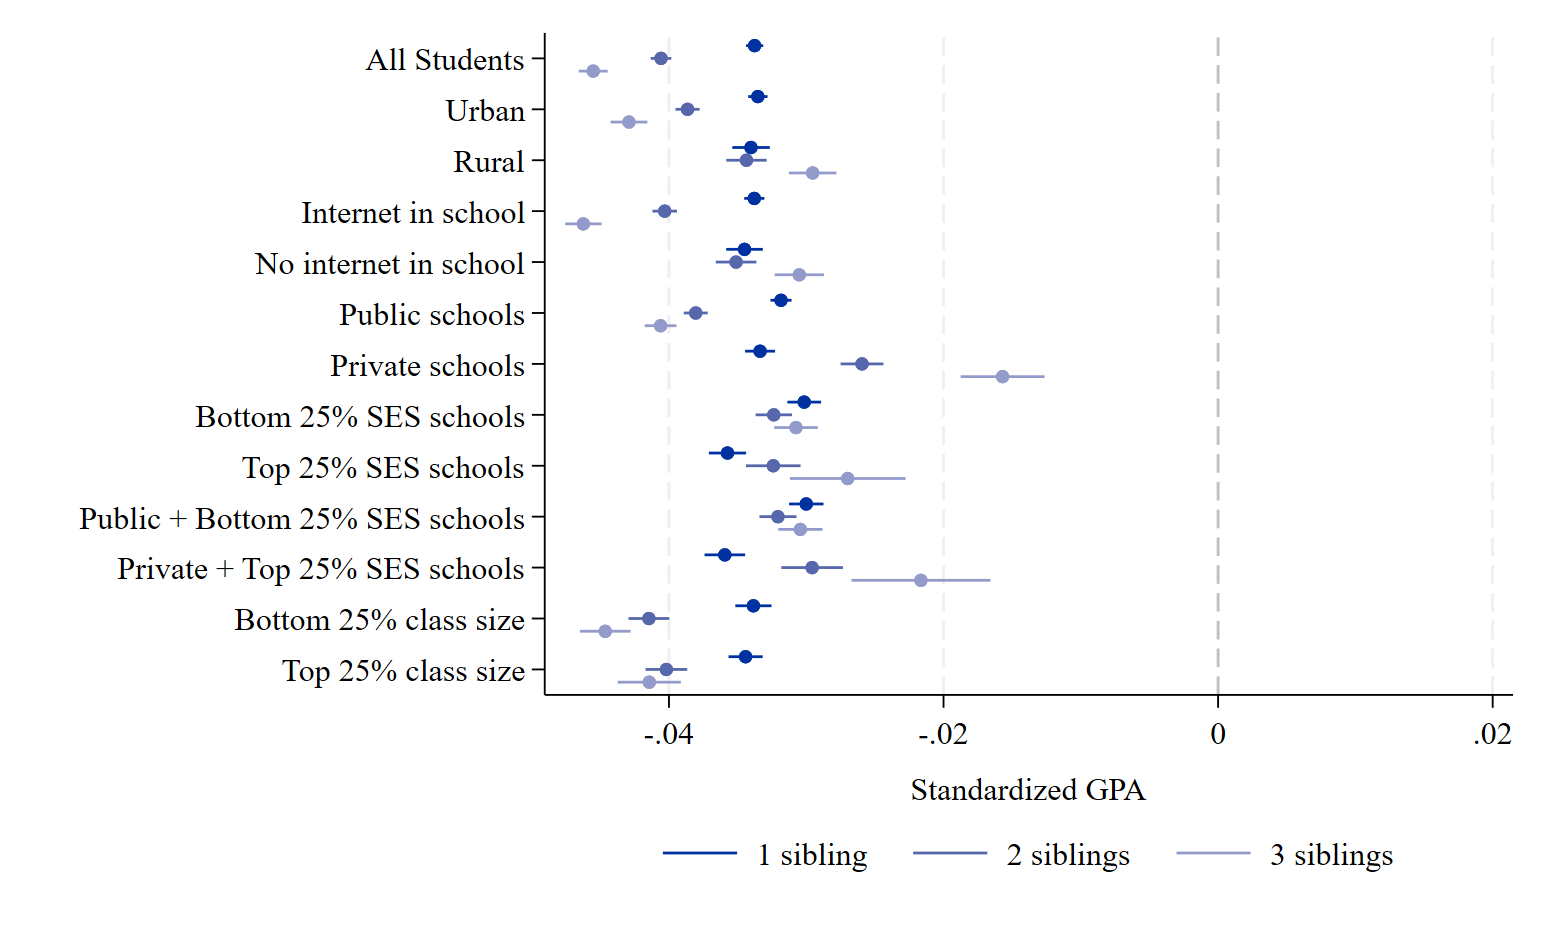 All Students
Urban
Rural
Internet in school
No internet in school
Public schools
Private schools
Bottom 25% SES schools
Top 25% SES schools
Public + Bottom 25% SES schools
Private + Top 25% SES schools
Bottom 25% class size
Top 25% class size
-.04 -.02 0 .02
Standardized GPA
1 sibling 2 siblings 3 siblings